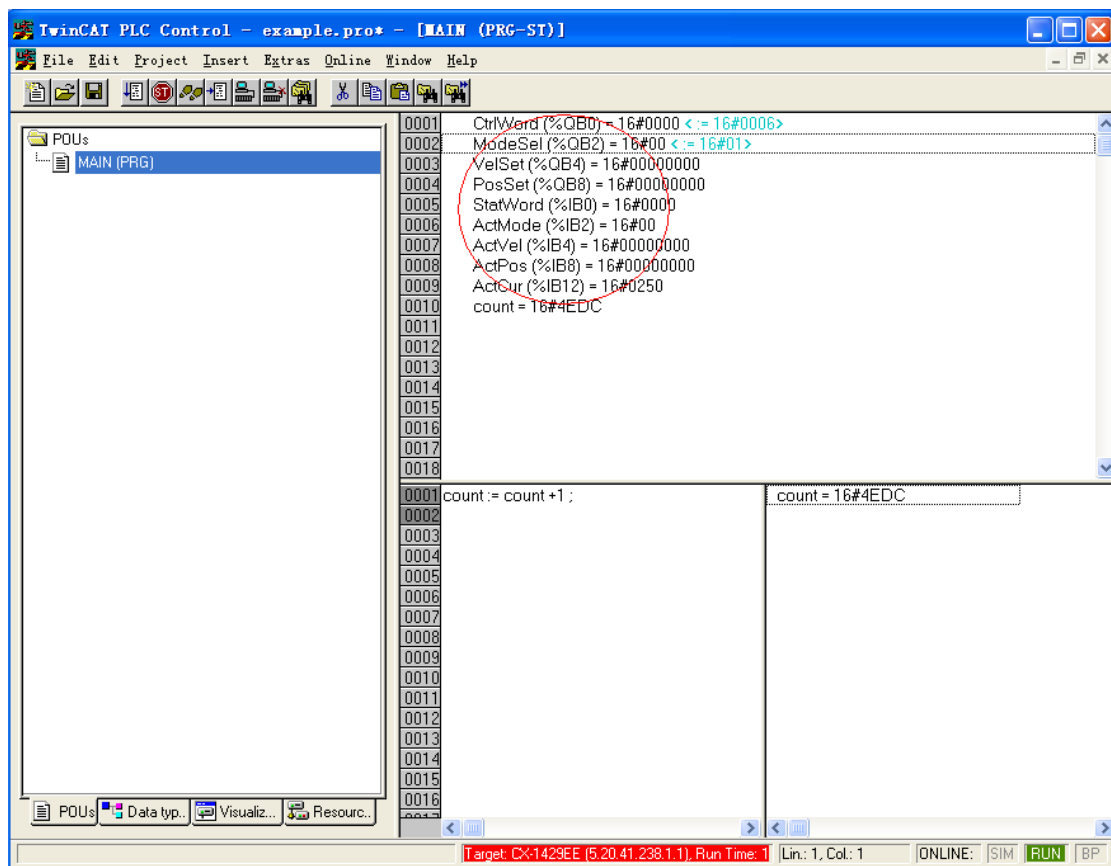 TwinCAT PLC Control - example.pro* - [MAIN (PRG-ST)]
File Edit Project Insert Extras Online Window Help
POUs
MAIN (PRG)
0001 CtrlWord (%QB0) = 16#0000 < := 16#0006>
0002 ModeSel (%QB2) = 16#00 < := 16#01>
0003 VelSet (%QB4) = 16#00000000
0004 PosSet (%QB8) = 16#00000000
0005 StatWord (%IB0) = 16#0000
0006 ActMode (%IB2) = 16#00
0007 ActVel (%IB4) = 16#00000000
0008 ActPos (%IB8) = 16#00000000
0009 ActCur (%IB12) = 16#0250
0010 count = 16#4EDC
0011
0012
0013
0014
0015
0016
0017
0018
0001 count := count +1 ; count = 16#4EDC
0002
0003
0004
0005
0006
0007
0008
0009
0010
0011
0012
0013
0014
0015
0016
POUs Data typ.. Visualiz... Resourc..
Target: CX-1429EE (5.20.41.238.1.1), Run Time: 1 Lin.: 1, Col.: 1 ONLINE: SIM RUN BP